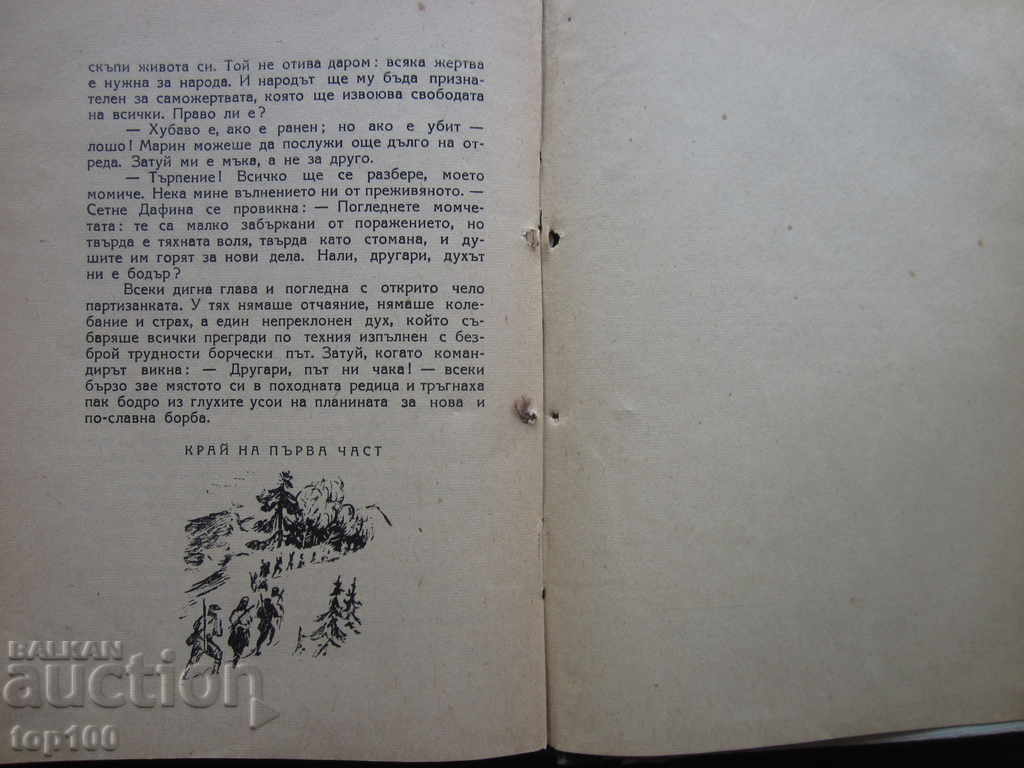 скъпи живота си. Той не отива даром: всяка жертва
е нужна за народа. И народът ще му бъда призна-
телен за саможертвата, която ще извоюва свободата
на всички. Право ли е?
— Хубаво е, ако е ранен; но ако е убит —
лошо! Марин можеше да послужи още дълго на от-
реда. Затуй ми е мъка, а не за друго.
— Търпение! Всичко ще се разбере, моето
момиче. Нека мине вълнението ни от преживяното. —
Сетне Дафина се провикна: — Погледнете момче-
тата: те са малко забъркани от поражението, но
твърда е тяхната воля, твърда като стомана, и ду-
шите им горят за нови дела. Нали, другари, духът
ни е бодър?
Всеки дигна глава и погледна с открито чело
партизанката. У тях нямаше отчаяние, нямаше коле-
бание и страх, а един непреклонен дух, който съ-
баряше всички прегради по техния изпълнен с без-
брой трудности борчески път. Затуй, когато коман-
дирът викна: — Другари, път ни чака! — всеки
бързо зае мястото си в походната редица и тръгнаха
пак бодро из глухите усои на планината за нова и
по-славна борба.
КРАЙ НА ПЪРВА ЧАСТ
BALKAN
auction
top100